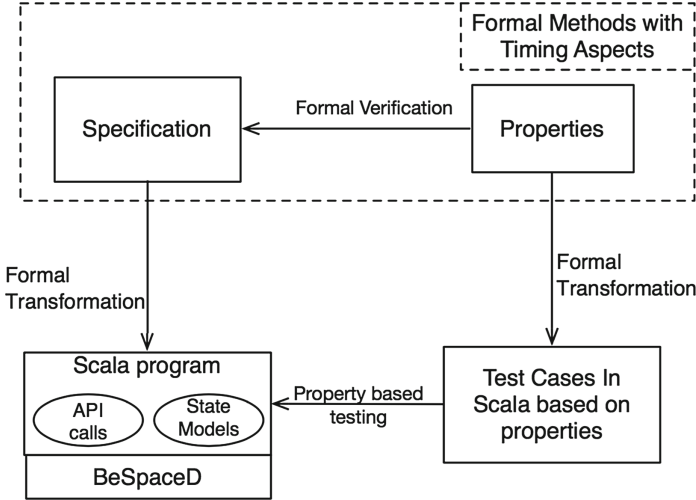 Formal Methods with
Timing Aspects
Specification
Formal Verification
Properties
Formal
Transformation
Formal
Transformation
Scala program
API
calls
State
Models
BeSpaceD
Property based
testing
Test Cases In
Scala based on
properties